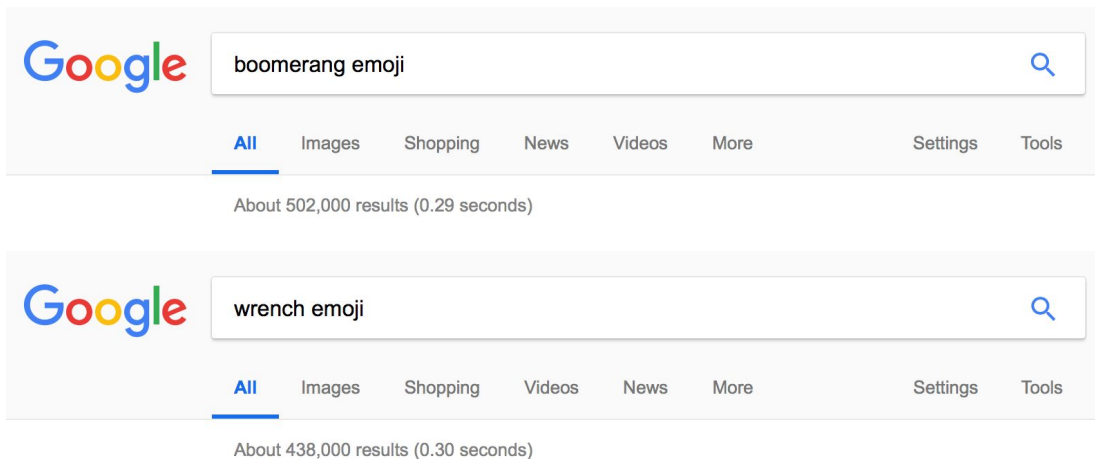 Google boomerang emoji
All Images Shopping News Videos More Settings Tools
About 502,000 results (0.29 seconds)
Google wrench emoji
All Images Shopping Videos News More Settings Tools
About 438,000 results (0.30 seconds)